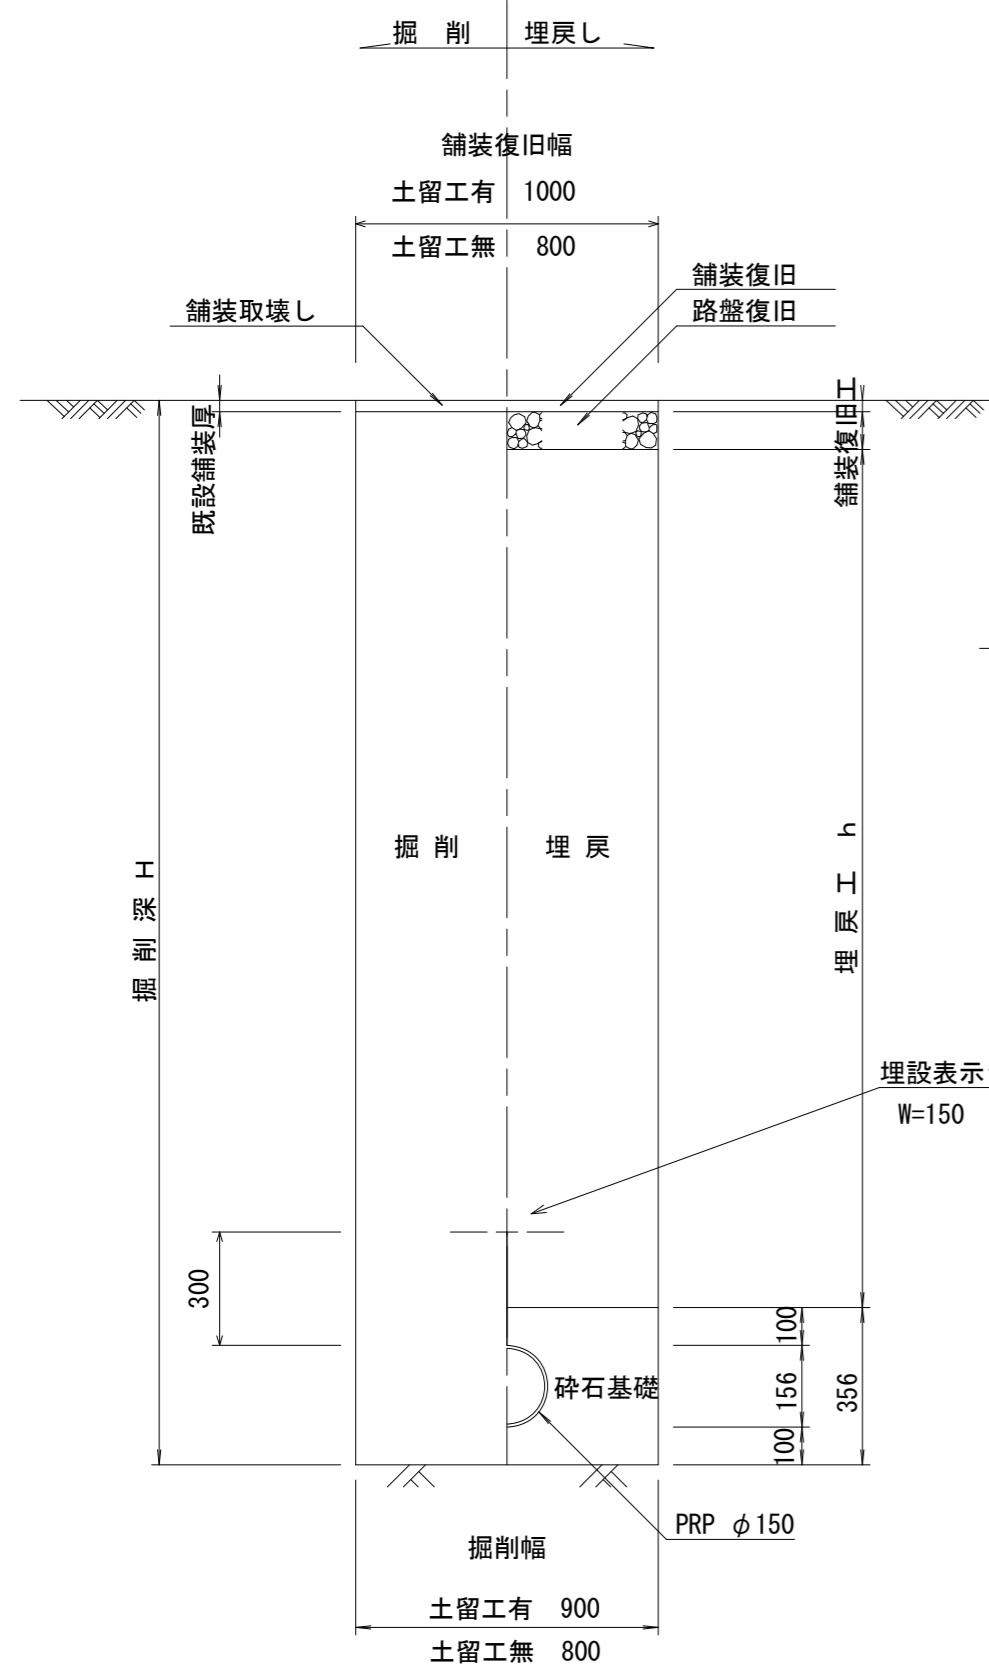 掘 削 埋戻し
舗装復旧幅
土留工有 1000
土留工無 800
舗装復旧
舗装取壊し
路盤復旧
既設舗装厚
舗装復旧工
掘削
埋戻
掘削深 H
埋戻工 h
埋設表示
W=150
300
100
156
100
356
砕石基礎
PRP φ150
掘削幅
土留工有 900
土留工無 800